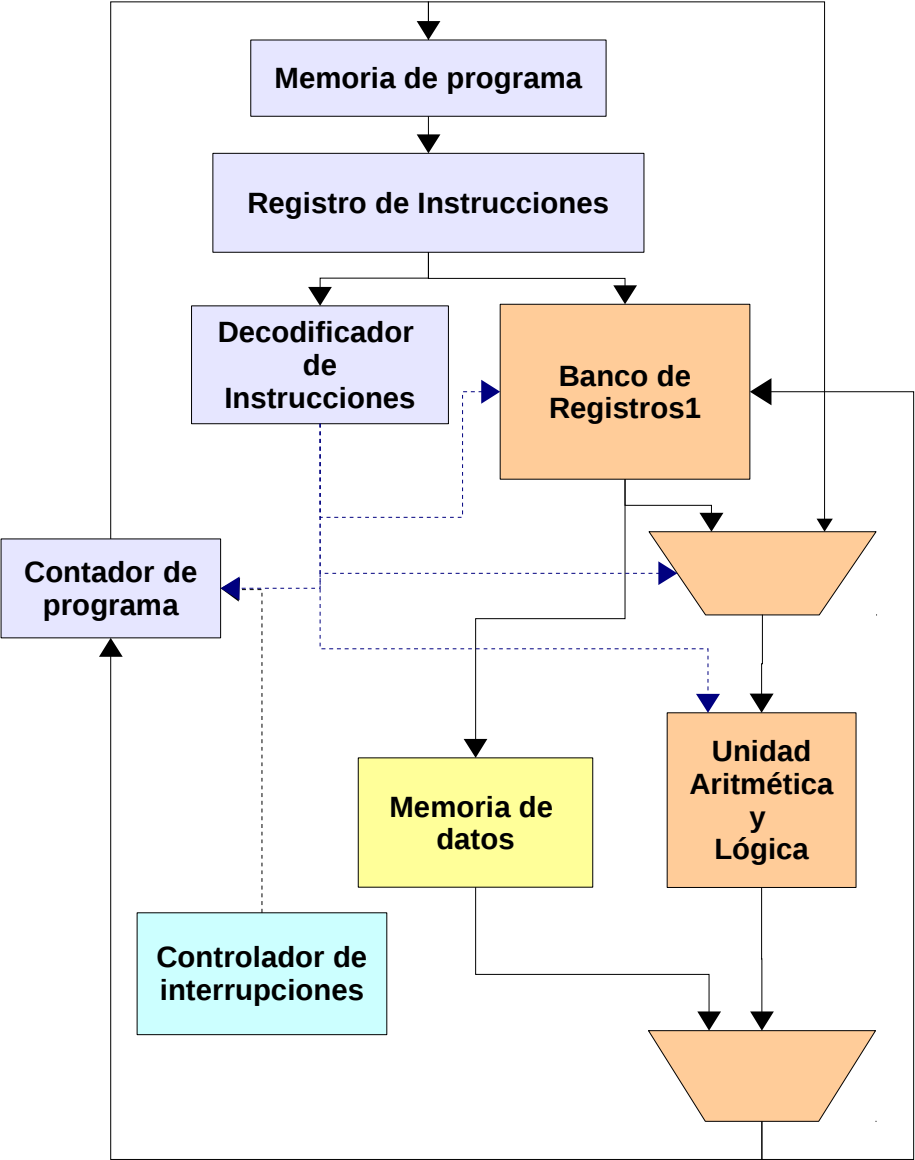 Memoria de programa
Registro de Instrucciones
Decodificador
de
Instrucciones
Banco de
Registros1
Contador de
programa
Unidad
Aritmética
y
Lógica
Memoria de
datos
Controlador de
interrupciones